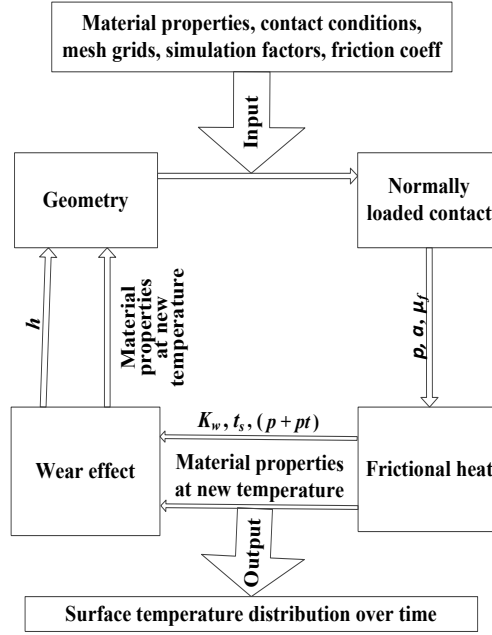 Material properties, contact conditions,
mesh grids, simulation factors, friction coeff
Input
Geometry
Normally
loaded contact
h
Material
properties
at new
temperature
p, a, μf
Kw, ts, (p + pt)
Wear effect
Material properties
at new temperature
Frictional heat
Output
Surface temperature distribution over time